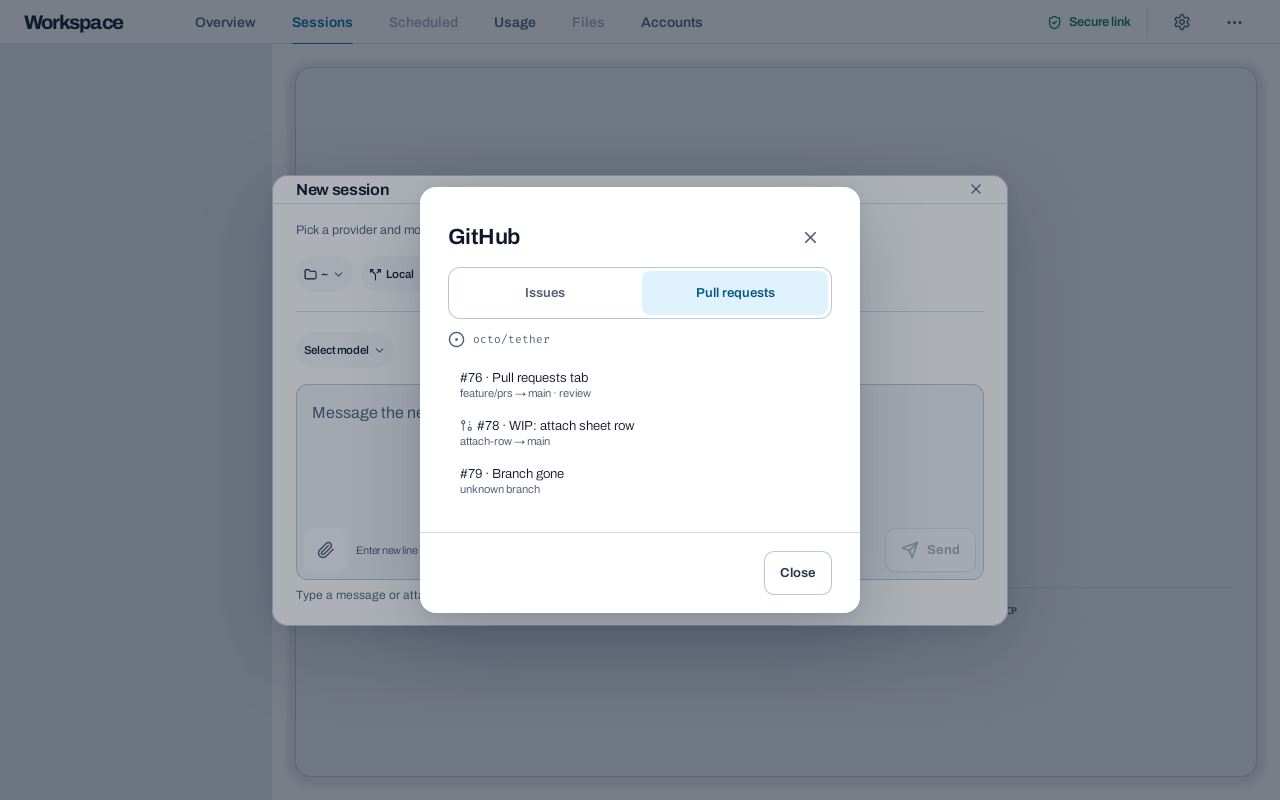 Workspace
Overview
Sessions
Scheduled
Usage
Files
Accounts
Secure link
New session
Pick a provider and mo
~
Local
Select model
Message the ne
Enter new line
Send
Type a message or atta
GitHub
Issues
Pull requests
octo/tether
#76 · Pull requests tab
feature/prs → main · review
#78 · WIP: attach sheet row
attach-row → main
#79 · Branch gone
unknown branch
Close